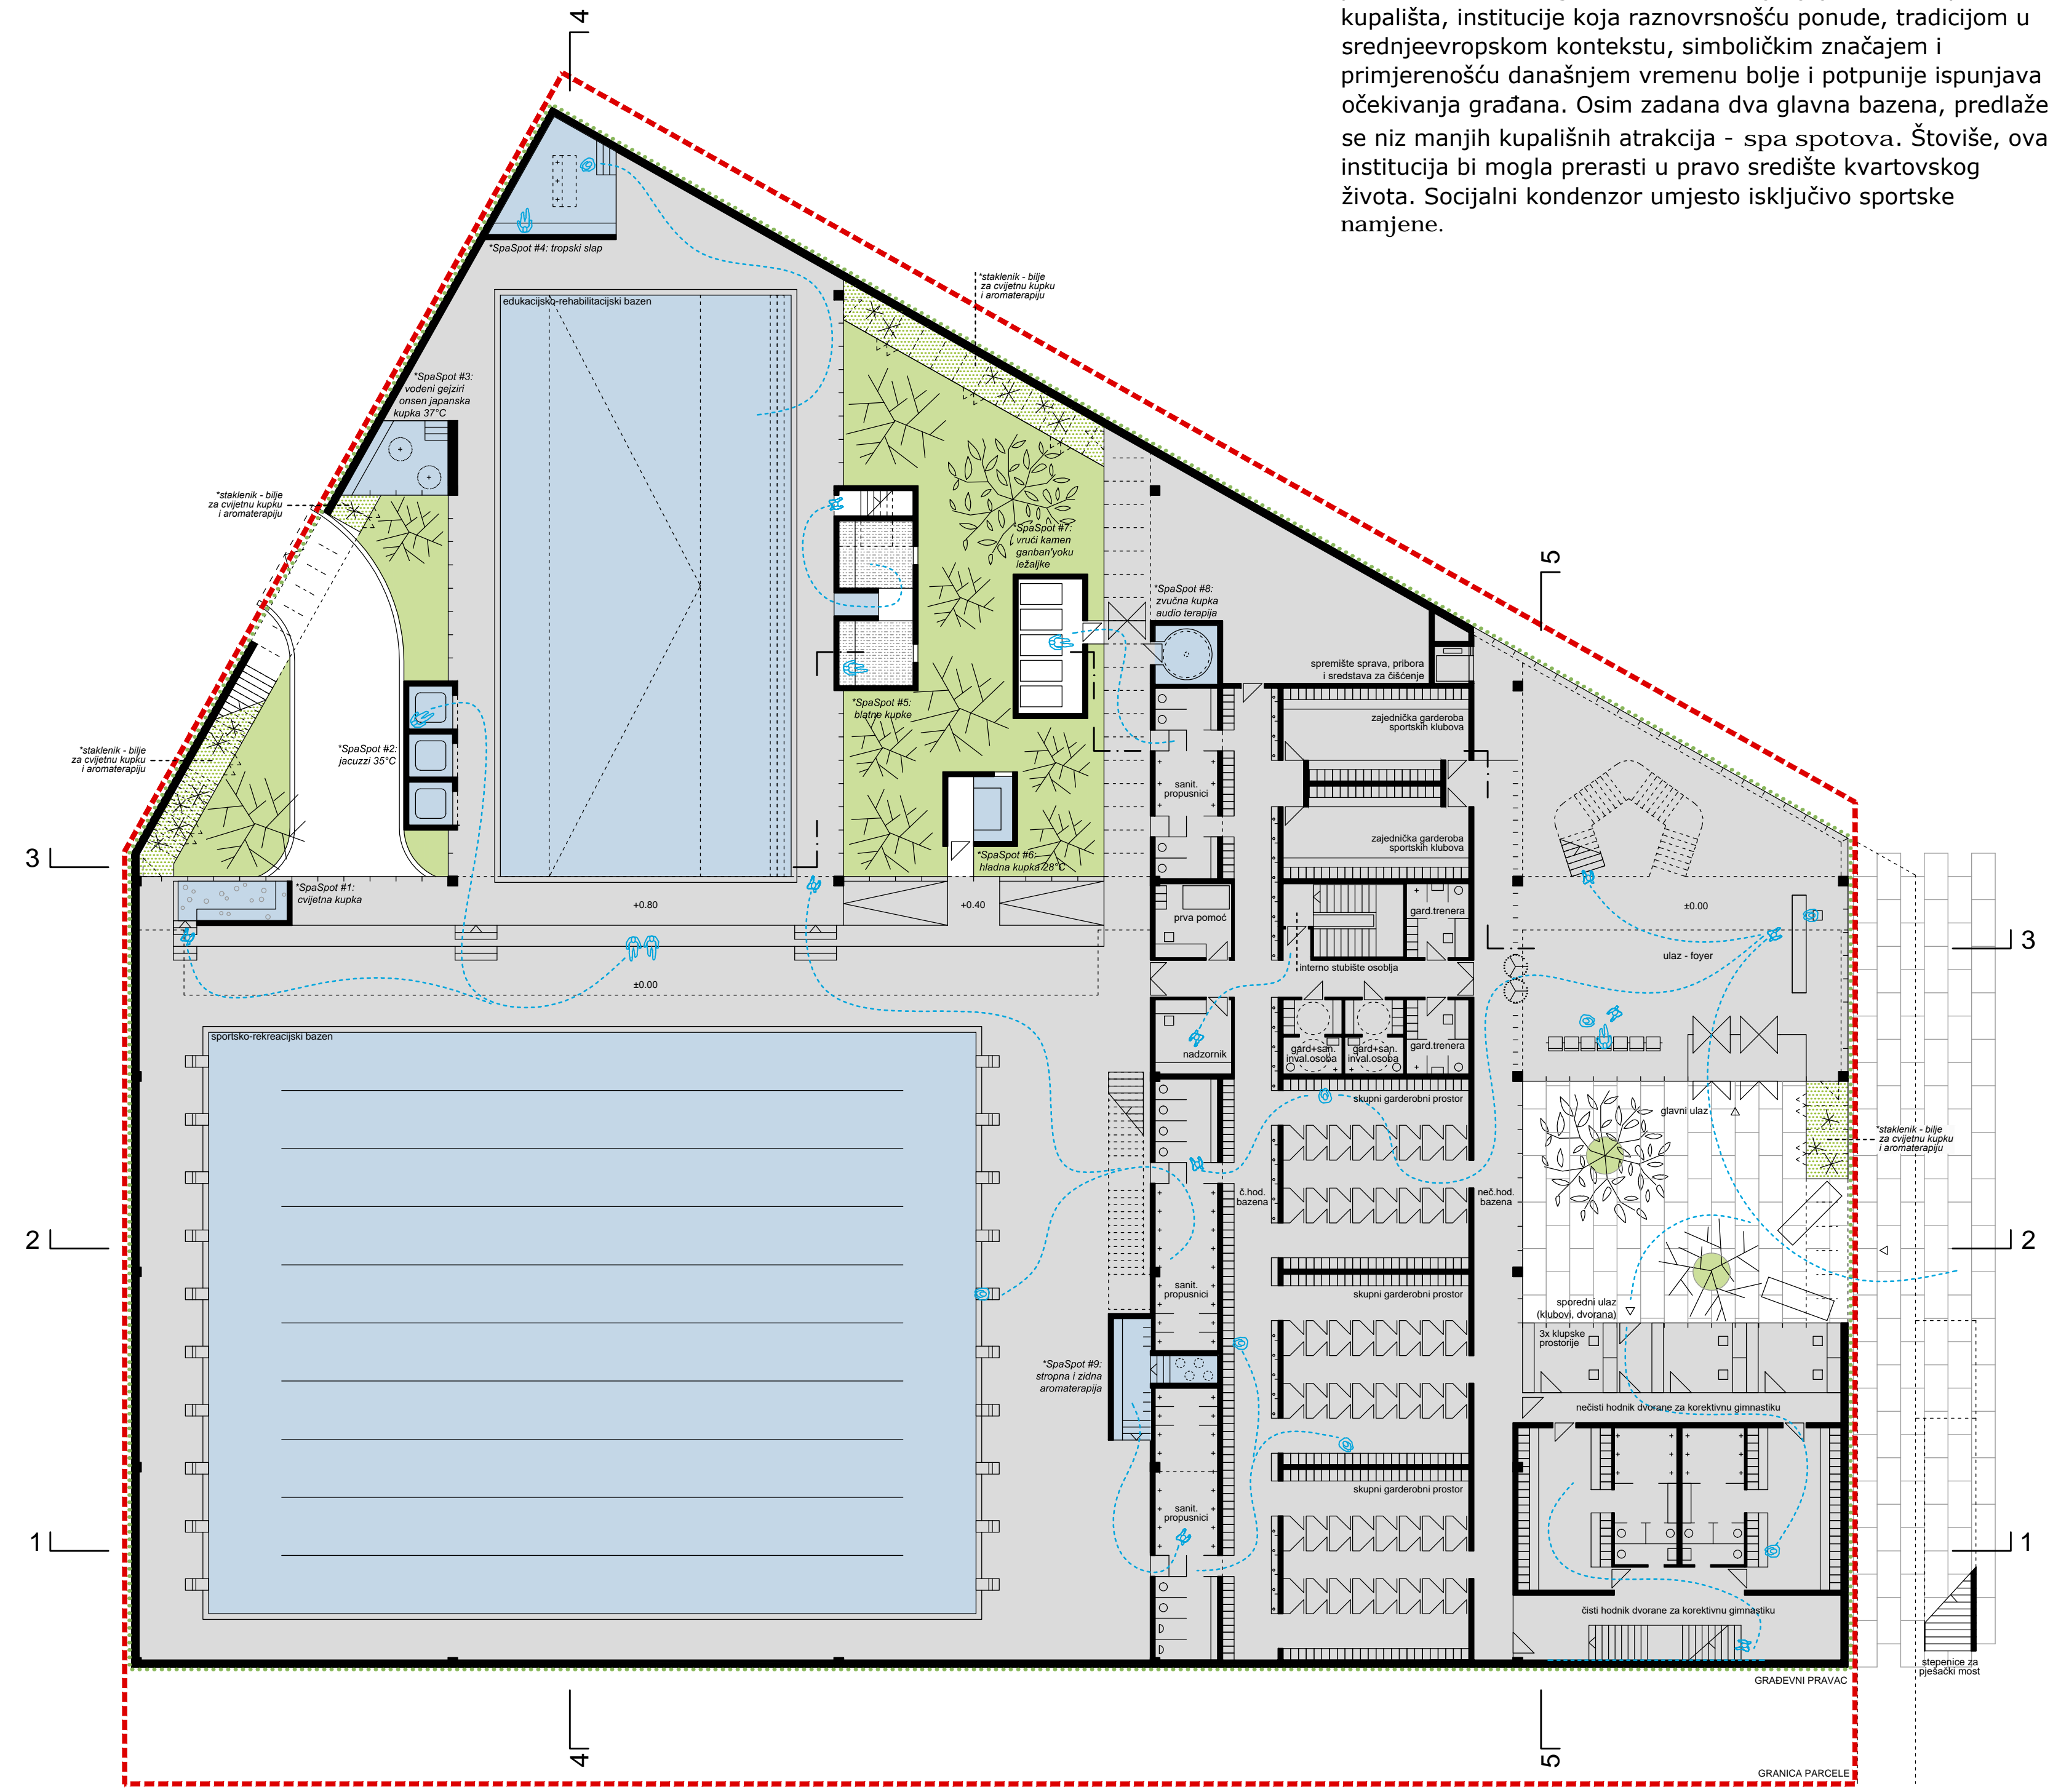 kupališta, institucije koja raznovrsnošću ponude, tradicijom u
srednjeevropskom kontekstu, simboličkim značajem i
primjerenošću današnjem vremenu bolje i potpunije ispunjava
očekivanja građana. Osim zadana dva glavna bazena, predlaže
se niz manjih kupališnih atrakcija - spa spotova. Štoviše, ova
institucija bi mogla prerasti u pravo središte kvartovskog
života. Socijalni kondenzor umjesto isključivo sportske
namjene.
4
*SpaSpot #4: tropski slap
*staklenik - bilje
za cvijetnu kupku
i aromaterapiju
edukacijsko-rehabilitacijski bazen
*SpaSpot #3:
vodeni gejziri
onsen japanska
kupka 37°C
*staklenik - bilje
za cvijetnu kupku
i aromaterapiju
*SpaSpot #7:
vrući kamen
ganban'yoku
ležaljke
5
*SpaSpot #8:
zvučna kupka
audio terapija
spremište sprava, pribora
i sredstava za čišćenje
*SpaSpot #5:
blatne kupke
zajednička garderoba
sportskih klubova
*staklenik - bilje
za cvijetnu kupku
i aromaterapiju
*SpaSpot #2:
jacuzzi 35°C
sanit.
propusnici
zajednička garderoba
sportskih klubova
3
*SpaSpot #6:
hladna kupka 28°C
*SpaSpot #1:
cvijetna kupka
+0.80
+0.40
prva pomoć
gard.trenera
±0.00
3
ulaz - foyer
interno stubište osoblja
±0.00
sportsko-rekreacijski bazen
nadzornik
gard+san.
inval.osoba
gard+san.
inval.osoba
gard.trenera
skupni garderobni prostor
glavni ulaz
*staklenik - bilje
za cvijetnu kupku
i aromaterapiju
č.hod.
bazena
neč.hod.
bazena
2
2
sanit.
propusnici
skupni garderobni prostor
sporedni ulaz
(klubovi, dvorana)
3x klupske
prostorije
*SpaSpot #9:
stropna i zidna
aromaterapija
nečisti hodnik dvorane za korektivnu gimnastiku
skupni garderobni prostor
sanit.
propusnici
1
1
čisti hodnik dvorane za korektivnu gimnastiku
stepenice za
pješački most
GRAĐEVNI PRAVAC
4
5
GRANICA PARCELE